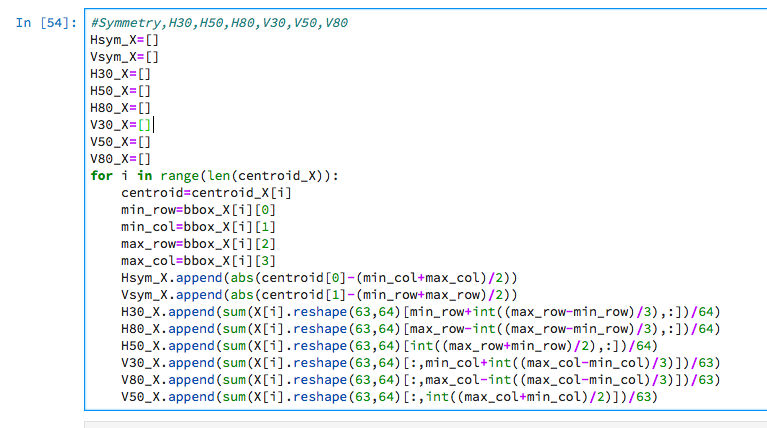 In [54]: #Symmetry,H30,H50,H80,V30,V50,V80
Hsym_X=[]
Vsym_X=[]
H30_X=[]
H50_X=[]
H80_X=[]
V30_X=[]
V50_X=[]
V80_X=[]
for i in range(len(centroid_X)):
    centroid=centroid_X[i]
    min_row=bbox_X[i][0]
    min_col=bbox_X[i][1]
    max_row=bbox_X[i][2]
    max_col=bbox_X[i][3]
    Hsym_X.append(abs(centroid[0]-(min_col+max_col)/2))
    Vsym_X.append(abs(centroid[1]-(min_row+max_row)/2))
    H30_X.append(sum(X[i].reshape(63,64)[min_row+int((max_row-min_row)/3),:])/64)
    H80_X.append(sum(X[i].reshape(63,64)[max_row-int((max_row-min_row)/3),:])/64)
    H50_X.append(sum(X[i].reshape(63,64)[int((max_row+min_row)/2),:])/64)
    V30_X.append(sum(X[i].reshape(63,64)[:,min_col+int((max_col-min_col)/3)])/63)
    V80_X.append(sum(X[i].reshape(63,64)[:,max_col-int((max_col-min_col)/3)])/63)
    V50_X.append(sum(X[i].reshape(63,64)[:,int((max_col+min_col)/2)])/63)